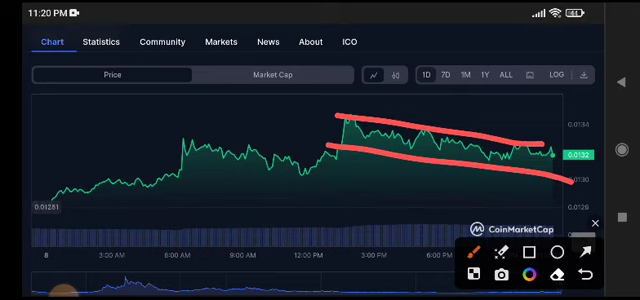 11:20 PM
64
Chart Statistics Community Markets News About ICO
Price Market Cap 1D 7D 1M 1Y ALL LOG
0.0134
0.0132
0.0130
0.01281
0.0128
CoinMarketCap
8 3:00 AM 6:00 AM 9:00 AM 12:00 PM 3:00 PM 6:00 PM